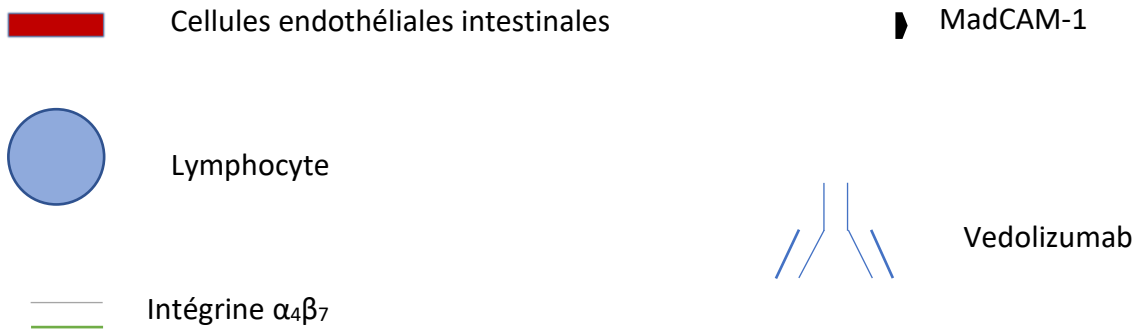 Cellules endothéliales intestinales
MadCAM-1
Lymphocyte
Vedolizumab
Intégrine α₄β₇